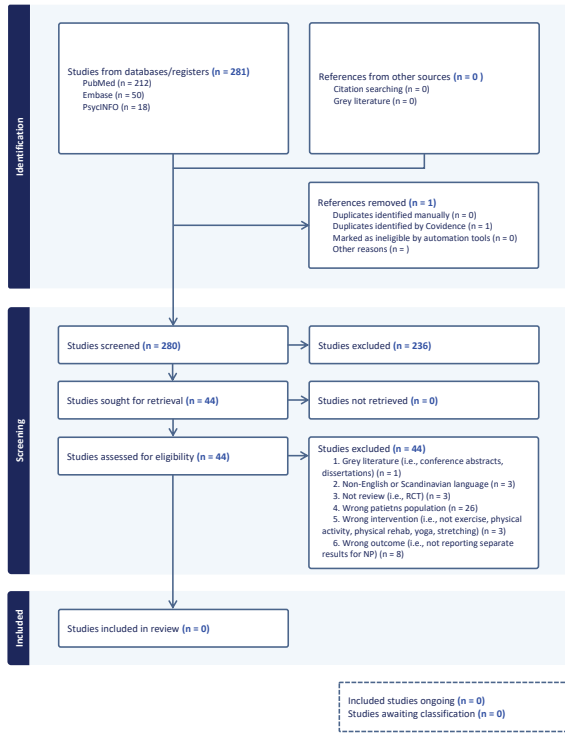 Identification
Studies from databases/registers (n = 281)
PubMed (n = 212)
Embase (n = 50)
PsycINFO (n = 18)
References from other sources (n = 0 )
Citation searching (n = 0)
Grey literature (n = 0)
References removed (n = 1)
Duplicates identified manually (n = 0)
Duplicates identified by Covidence (n = 1)
Marked as ineligible by automation tools (n = 0)
Other reasons (n = )
Screening
Studies screened (n = 280)
Studies excluded (n = 236)
Studies sought for retrieval (n = 44)
Studies not retrieved (n = 0)
Studies assessed for eligibility (n = 44)
Studies excluded (n = 44)
1. Grey literature (i.e., conference abstracts,
dissertations) (n = 1)
2. Non-English or Scandinavian language (n = 3)
3. Not review (i.e., RCT) (n = 3)
4. Wrong patietns population (n = 26)
5. Wrong intervention (i.e., not exercise, physical
activity, physical rehab, yoga, stretching) (n = 3)
6. Wrong outcome (i.e., not reporting separate
results for NP) (n = 8)
Included
Studies included in review (n = 0)
Included studies ongoing (n = 0)
Studies awaiting classification (n = 0)